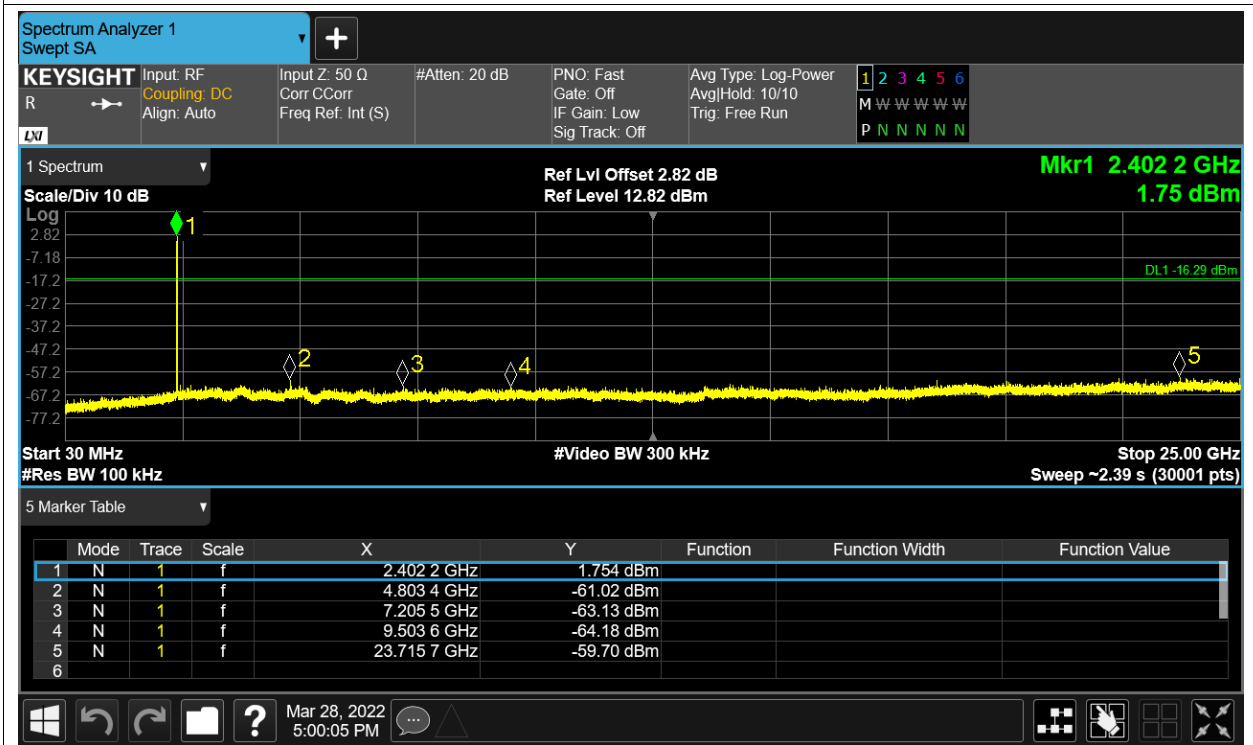 Spectrum Analyzer 1
Swept SA
+
KEYSIGHT
R
LXI
Input: RF
Coupling: DC
Align: Auto
Input Z: 50 Ω
Corr CCorr
Freq Ref: Int (S)
#Atten: 20 dB
PNO: Fast
Gate: Off
IF Gain: Low
Sig Track: Off
Avg Type: Log-Power
Avg|Hold: 10/10
Trig: Free Run
1 2 3 4 5 6
M W W W W W
P N N N N N
1 Spectrum
Scale/Div 10 dB
Ref Lvl Offset 2.82 dB
Ref Level 12.82 dBm
Mkr1 2.402 2 GHz
1.75 dBm
Log
2.82
-7.18
-17.2
-27.2
-37.2
-47.2
-57.2
-67.2
-77.2
1
2
3
4
5
DL1 -16.29 dBm
Start 30 MHz
#Res BW 100 kHz
#Video BW 300 kHz
Stop 25.00 GHz
Sweep ~2.39 s (30001 pts)
5 Marker Table
Mode Trace Scale X Y Function Function Width Function Value
1 N 1 f 2.402 2 GHz 1.754 dBm
2 N 1 f 4.803 4 GHz -61.02 dBm
3 N 1 f 7.205 5 GHz -63.13 dBm
4 N 1 f 9.503 6 GHz -64.18 dBm
5 N 1 f 23.715 7 GHz -59.70 dBm
6
?
Mar 28, 2022
5:00:05 PM